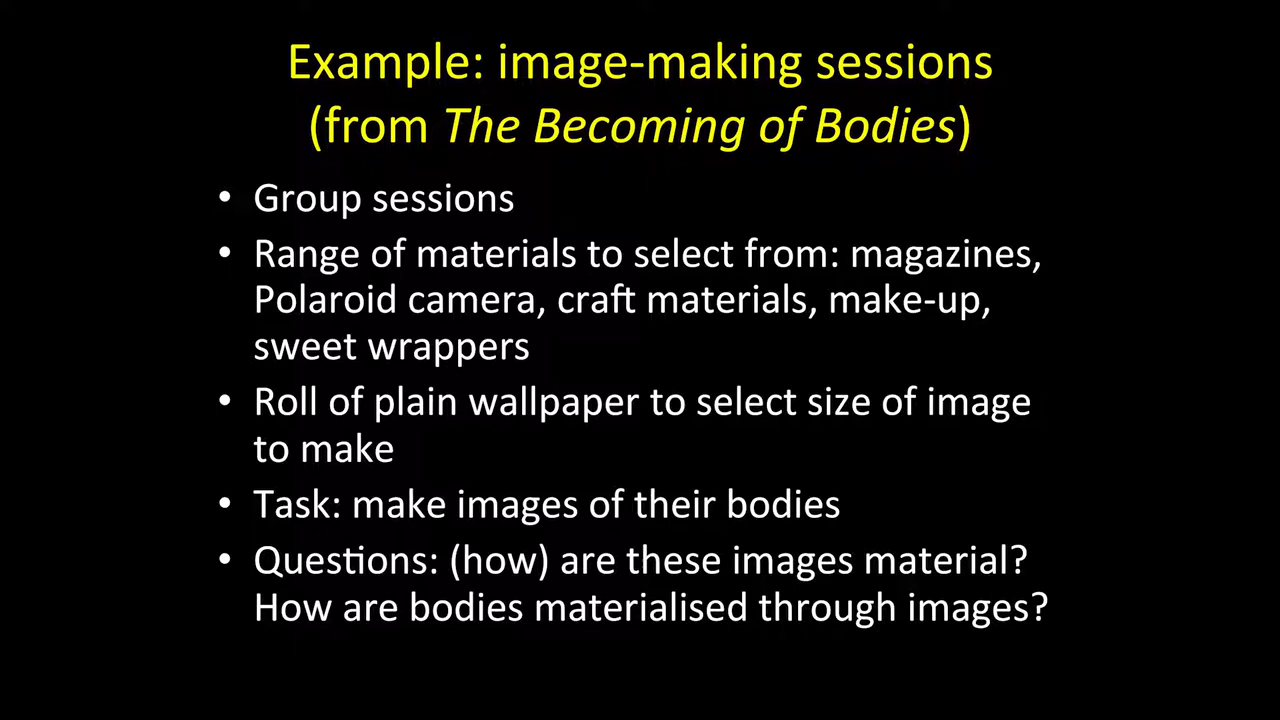 Example: image-making sessions
(from The Becoming of Bodies)
• Group sessions
• Range of materials to select from: magazines,
Polaroid camera, craft materials, make-up,
sweet wrappers
• Roll of plain wallpaper to select size of image
to make
• Task: make images of their bodies
• Questions: (how) are these images material?
How are bodies materialised through images?